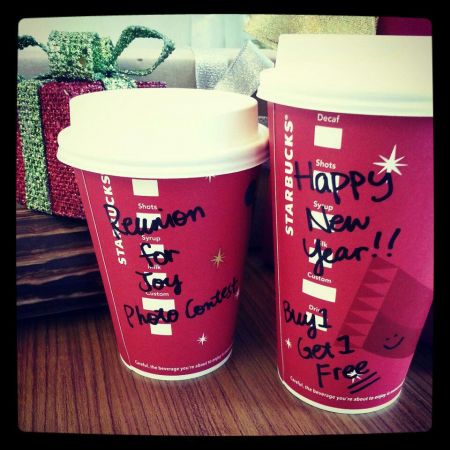 STARBUCKS®
Shots
Syrup
Milk
Custom
Reunion
for
Joy
Photo Contest
Careful, the beverage you're about to enjoy
STARBUCKS®
Decaf
Shots
Syrup
Milk
Custom
Happy
New
Year!!
Buy 1
Get 1
Free
Careful, the beverage you're about to enjoy